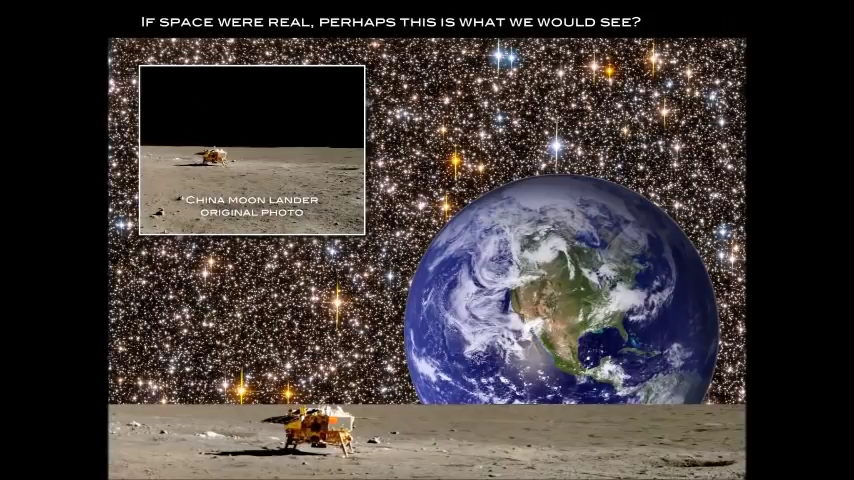 If space were real, perhaps this is what we would see?
*China moon lander
original photo